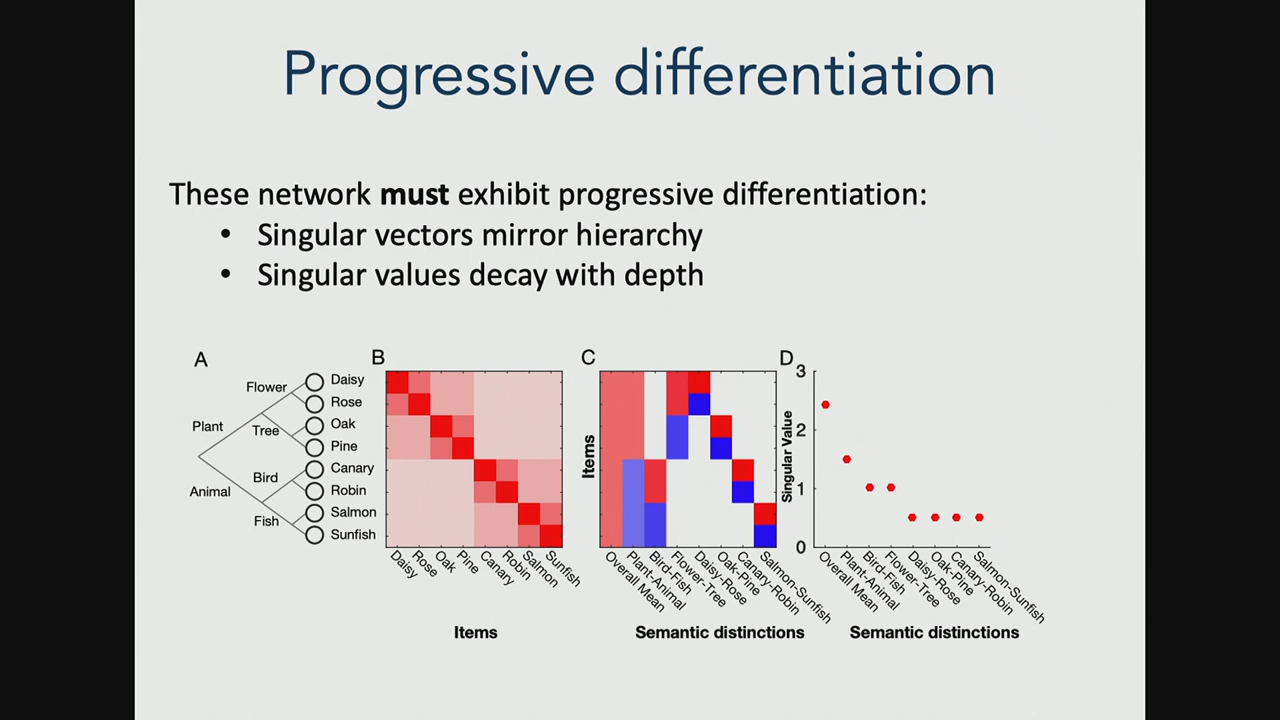 Progressive differentiation
These network must exhibit progressive differentiation:
• Singular vectors mirror hierarchy
• Singular values decay with depth
A
Plant
Animal
Flower
Tree
Bird
Fish
Daisy
Rose
Oak
Pine
Canary
Robin
Salmon
Sunfish
B
Daisy
Rose
Oak
Pine
Canary
Robin
Salmon
Sunfish
Items
C
Items
Overall Mean
Plant-Animal
Bird-Fish
Flower-Tree
Daisy-Rose
Oak-Pine
Canary-Robin
Salmon-Sunfish
Semantic distinctions
D
Singular Value
3
2
1
0
Overall Mean
Plant-Animal
Bird-Fish
Flower-Tree
Daisy-Rose
Oak-Pine
Canary-Robin
Salmon-Sunfish
Semantic distinctions